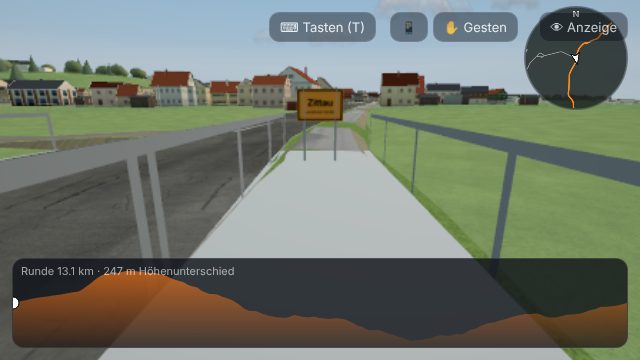 Tasten (T)
Gesten
Anzeige
N
Zittau
Runde 13.1 km · 247 m Höhenunterschied